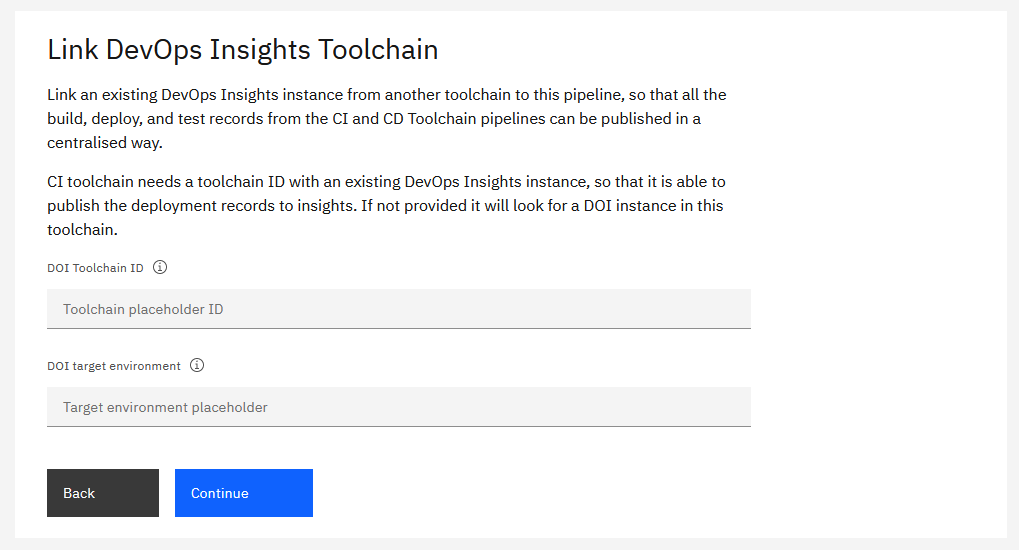 Link DevOps Insights Toolchain
Link an existing DevOps Insights instance from another toolchain to this pipeline, so that all the
build, deploy, and test records from the CI and CD Toolchain pipelines can be published in a
centralised way.
CI toolchain needs a toolchain ID with an existing DevOps Insights instance, so that it is able to
publish the deployment records to insights. If not provided it will look for a DOI instance in this
toolchain.
DOI Toolchain ID
Toolchain placeholder ID
DOI target environment
Target environment placeholder
Back
Continue